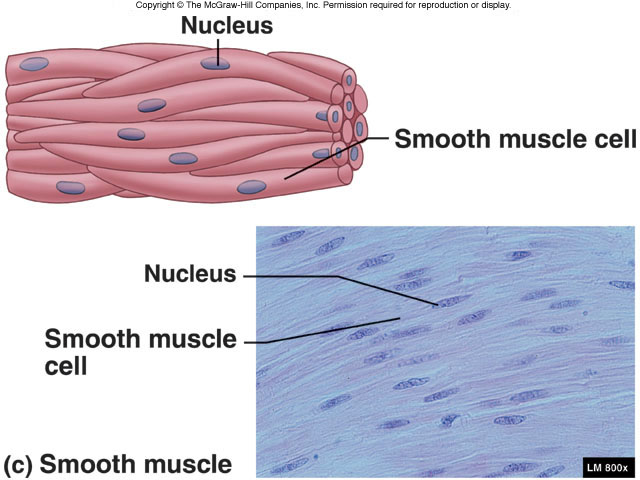 Copyright © The McGraw-Hill Companies, Inc. Permission required for reproduction or display.
Nucleus
Smooth muscle cell
Nucleus
Smooth muscle
cell
(c) Smooth muscle
LM 800x